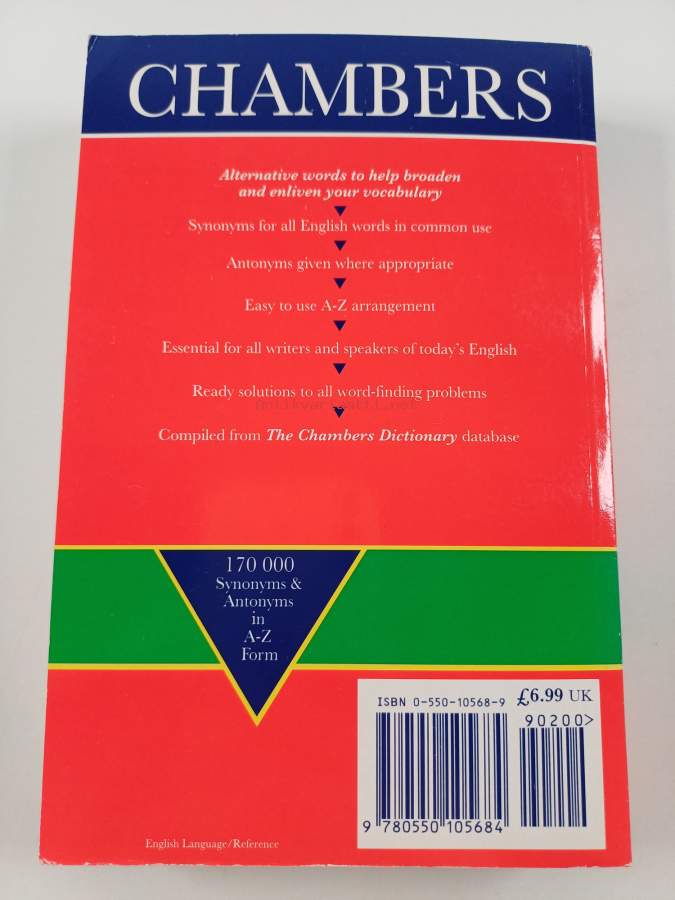 CHAMBERS
Alternative words to help broaden
and enliven your vocabulary
Synonyms for all English words in common use
Antonyms given where appropriate
Easy to use A-Z arrangement
Essential for all writers and speakers of today's English
Ready solutions to all word-finding problems
Compiled from The Chambers Dictionary database
170 000
Synonyms &
Antonyms
in
A-Z
Form
ISBN 0-550-10568-9
£6.99 UK
90200>
9 780550 105684
English Language/Reference